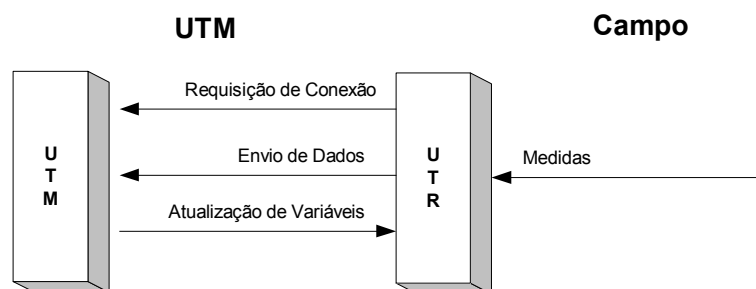 UTM
Campo
Requisição de Conexão
Envio de Dados
Atualização de Variáveis
Medidas
U
T
M
U
T
R